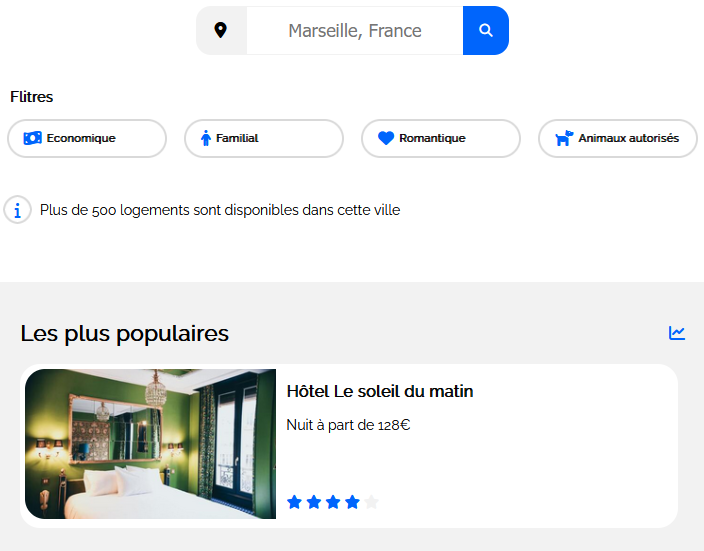 Marseille, France
Flitres
Economique
Familial
Romantique
Animaux autorisés
Plus de 500 logements sont disponibles dans cette ville
Les plus populaires
Hôtel Le soleil du matin
Nuit à part de 128€